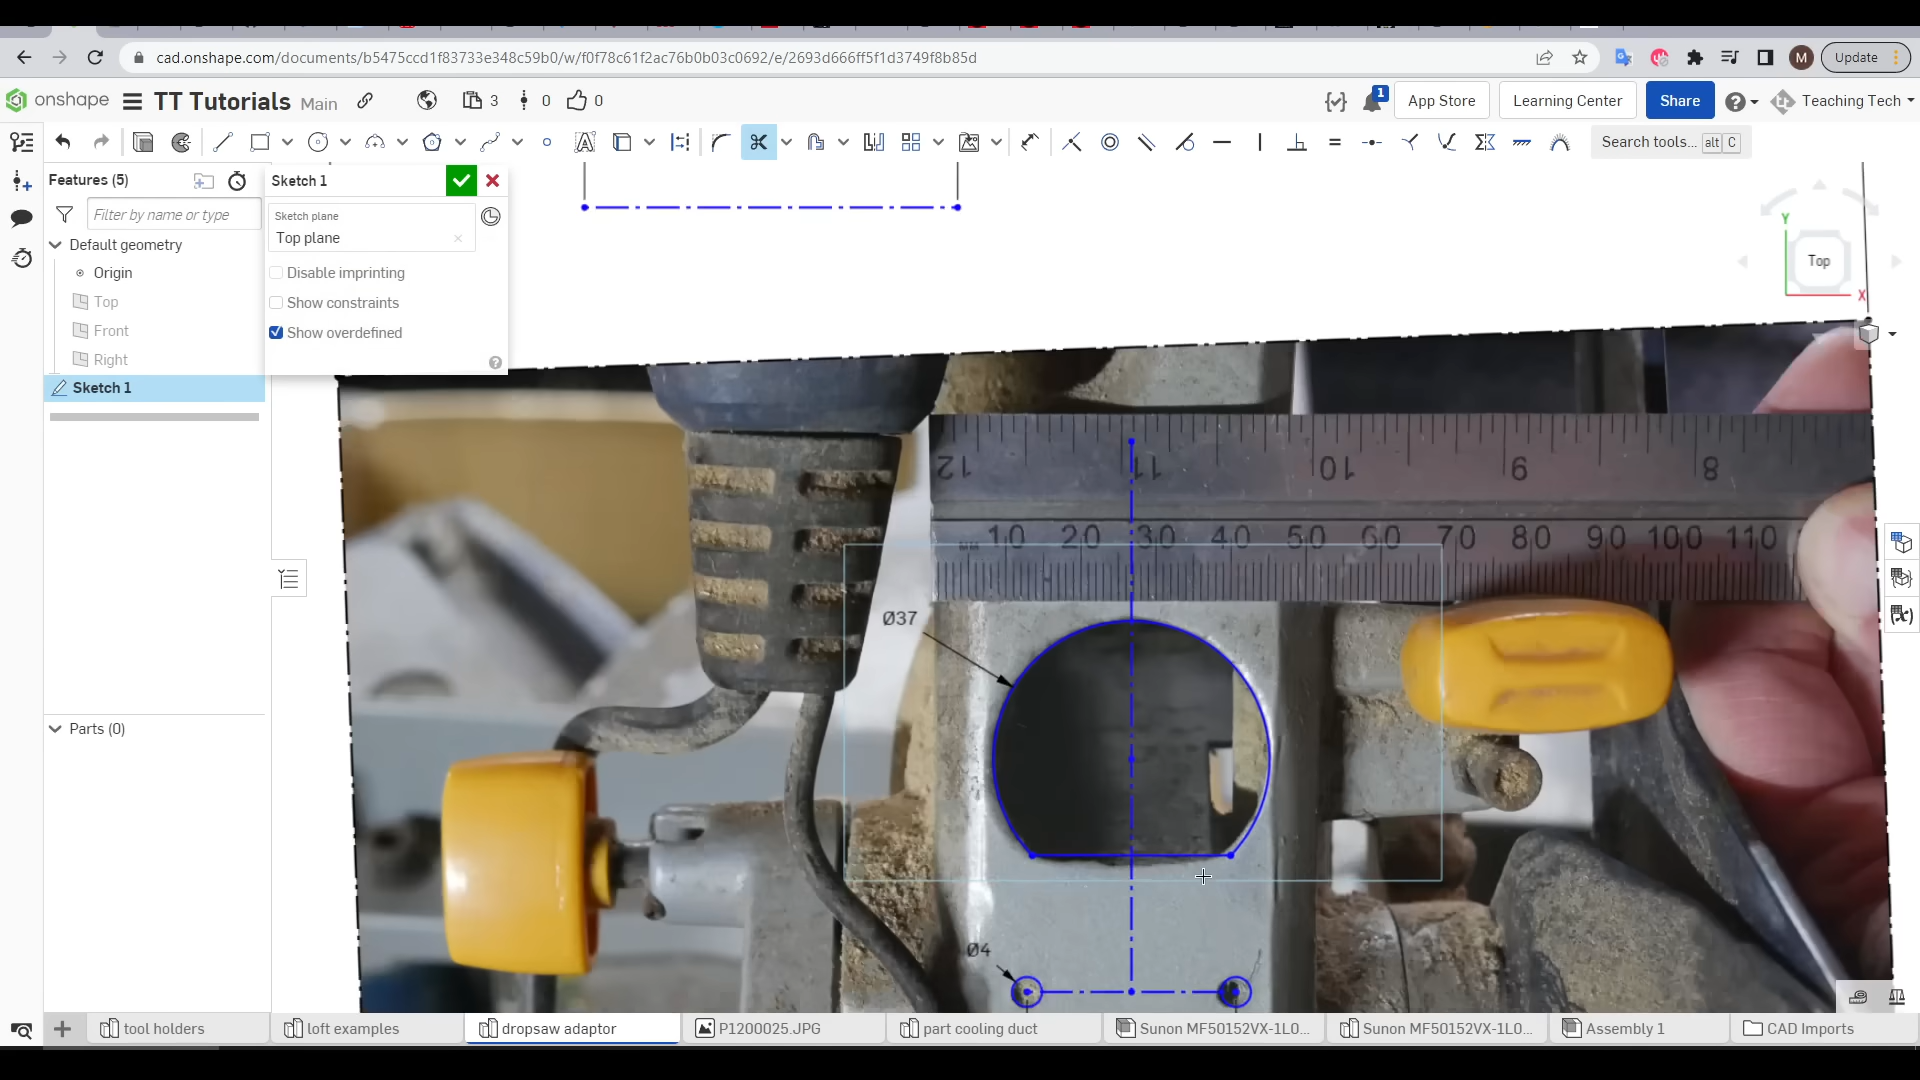 cad.onshape.com/documents/b5475ccd1f83733e348c59b0/w/f0f78c61f2ac76b0b03c0692/e/2693d666ff5f1d3749f8b85d
M
Update
onshape
TT Tutorials
Main
3
0
0
1
App Store
Learning Center
Share
Teaching Tech
Search tools...
alt
C
Features (5)
Filter by name or type
Default geometry
Origin
Top
Front
Right
Sketch 1
Parts (0)
Sketch 1
Sketch plane
Top plane
Disable imprinting
Show constraints
Show overdefined
Y
Top
X
12
11
10
9
8
10 20 30 40 50 60 70 80 90 100 110
Ø37
Ø4
tool holders
loft examples
dropsaw adaptor
P1200025.JPG
part cooling duct
Sunon MF50152VX-1L0...
Sunon MF50152VX-1L0...
Assembly 1
CAD Imports